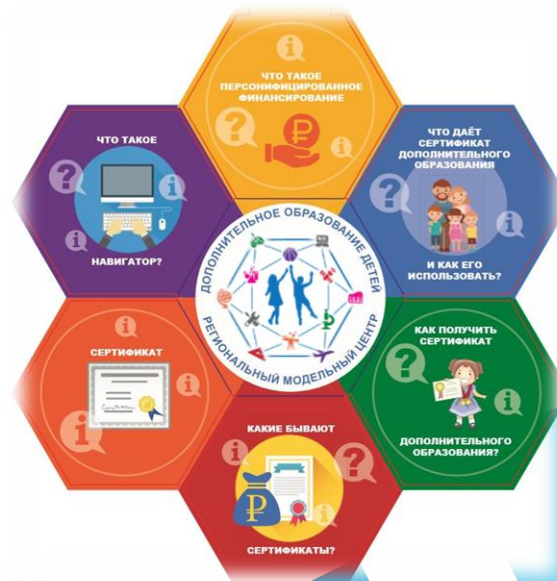 ЧТО ТАКОЕ
ПЕРСОНИФИЦИРОВАННОЕ
ФИНАНСИРОВАНИЕ
ЧТО ДАЁТ
СЕРТИФИКАТ
ДОПОЛНИТЕЛЬНОГО
ОБРАЗОВАНИЯ
И КАК ЕГО
ИСПОЛЬЗОВАТЬ?
КАК ПОЛУЧИТЬ
СЕРТИФИКАТ
ДОПОЛНИТЕЛЬНОГО
ОБРАЗОВАНИЯ?
КАКИЕ БЫВАЮТ
СЕРТИФИКАТЫ?
СЕРТИФИКАТ
ЧТО ТАКОЕ
НАВИГАТОР?
ДОПОЛНИТЕЛЬНОЕ ОБРАЗОВАНИЕ ДЕТЕЙ
РЕГИОНАЛЬНЫЙ МОДЕЛЬНЫЙ ЦЕНТР